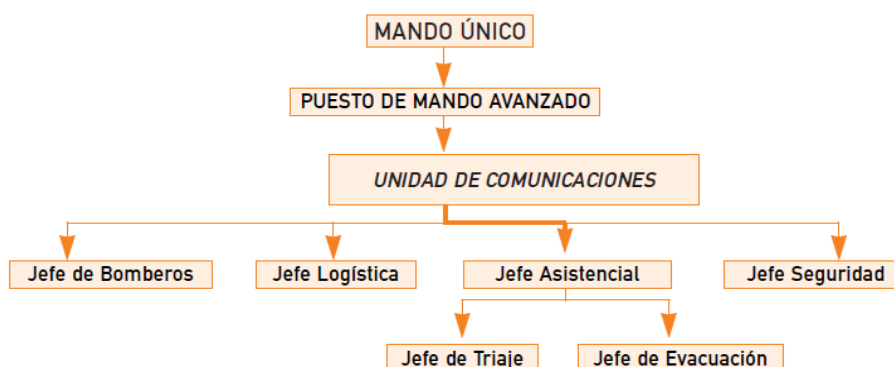 MANDO ÚNICO
PUESTO DE MANDO AVANZADO
UNIDAD DE COMUNICACIONES
Jefe de Bomberos
Jefe Logística
Jefe Asistencial
Jefe Seguridad
Jefe de Triaje
Jefe de Evacuación